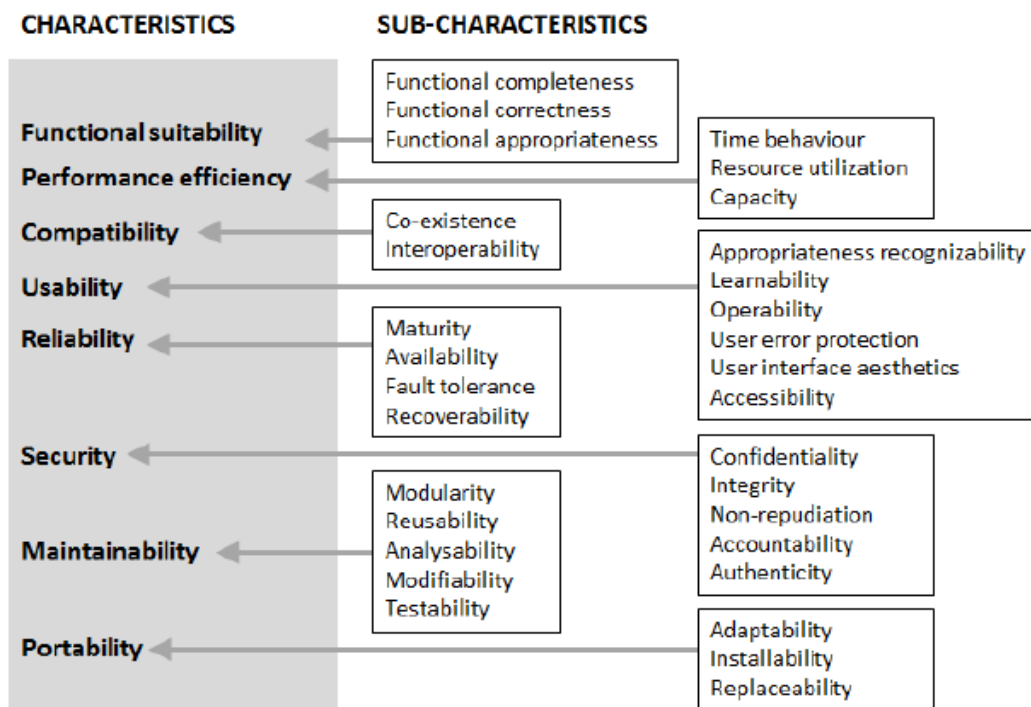 CHARACTERISTICS
SUB-CHARACTERISTICS
Functional suitability
Functional completeness
Functional correctness
Functional appropriateness
Performance efficiency
Time behaviour
Resource utilization
Capacity
Compatibility
Co-existence
Interoperability
Usability
Appropriateness recognizability
Learnability
Operability
User error protection
User interface aesthetics
Accessibility
Reliability
Maturity
Availability
Fault tolerance
Recoverability
Security
Confidentiality
Integrity
Non-repudiation
Accountability
Authenticity
Maintainability
Modularity
Reusability
Analysability
Modifiability
Testability
Portability
Adaptability
Installability
Replaceability